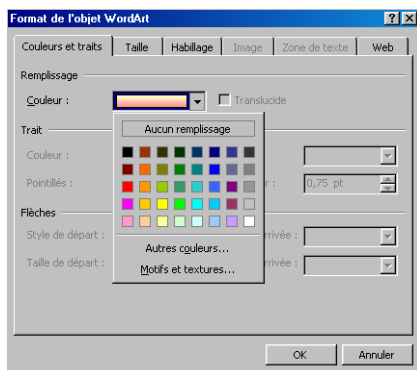 Format de l'objet WordArt
Couleurs et traits Taille Habillage Image Zone de texte Web
Remplissage
Couleur : Translucide
Aucun remplissage
Trait
Couleur :
Pointillés : r : 0,75 pt
Flèches
Style de départ : rrivée :
Autres couleurs...
Taille de départ : rrivée :
Motifs et textures...
OK Annuler